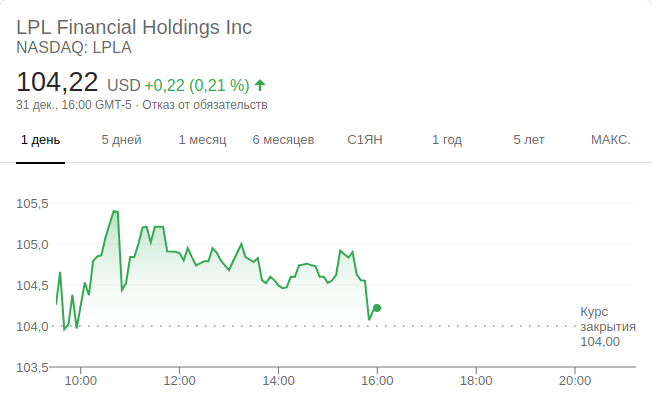 LPL Financial Holdings Inc
NASDAQ: LPLA
104,22 USD +0,22 (0,21 %)
31 дек., 16:00 GMT-5 · Отказ от обязательств
1 день 5 дней 1 месяц 6 месяцев С1ЯН 1 год 5 лет МАКС.
105,5
105,0
104,5
104,0
103,5
Курс
закрытия
104,00
10:00 12:00 14:00 16:00 18:00 20:00